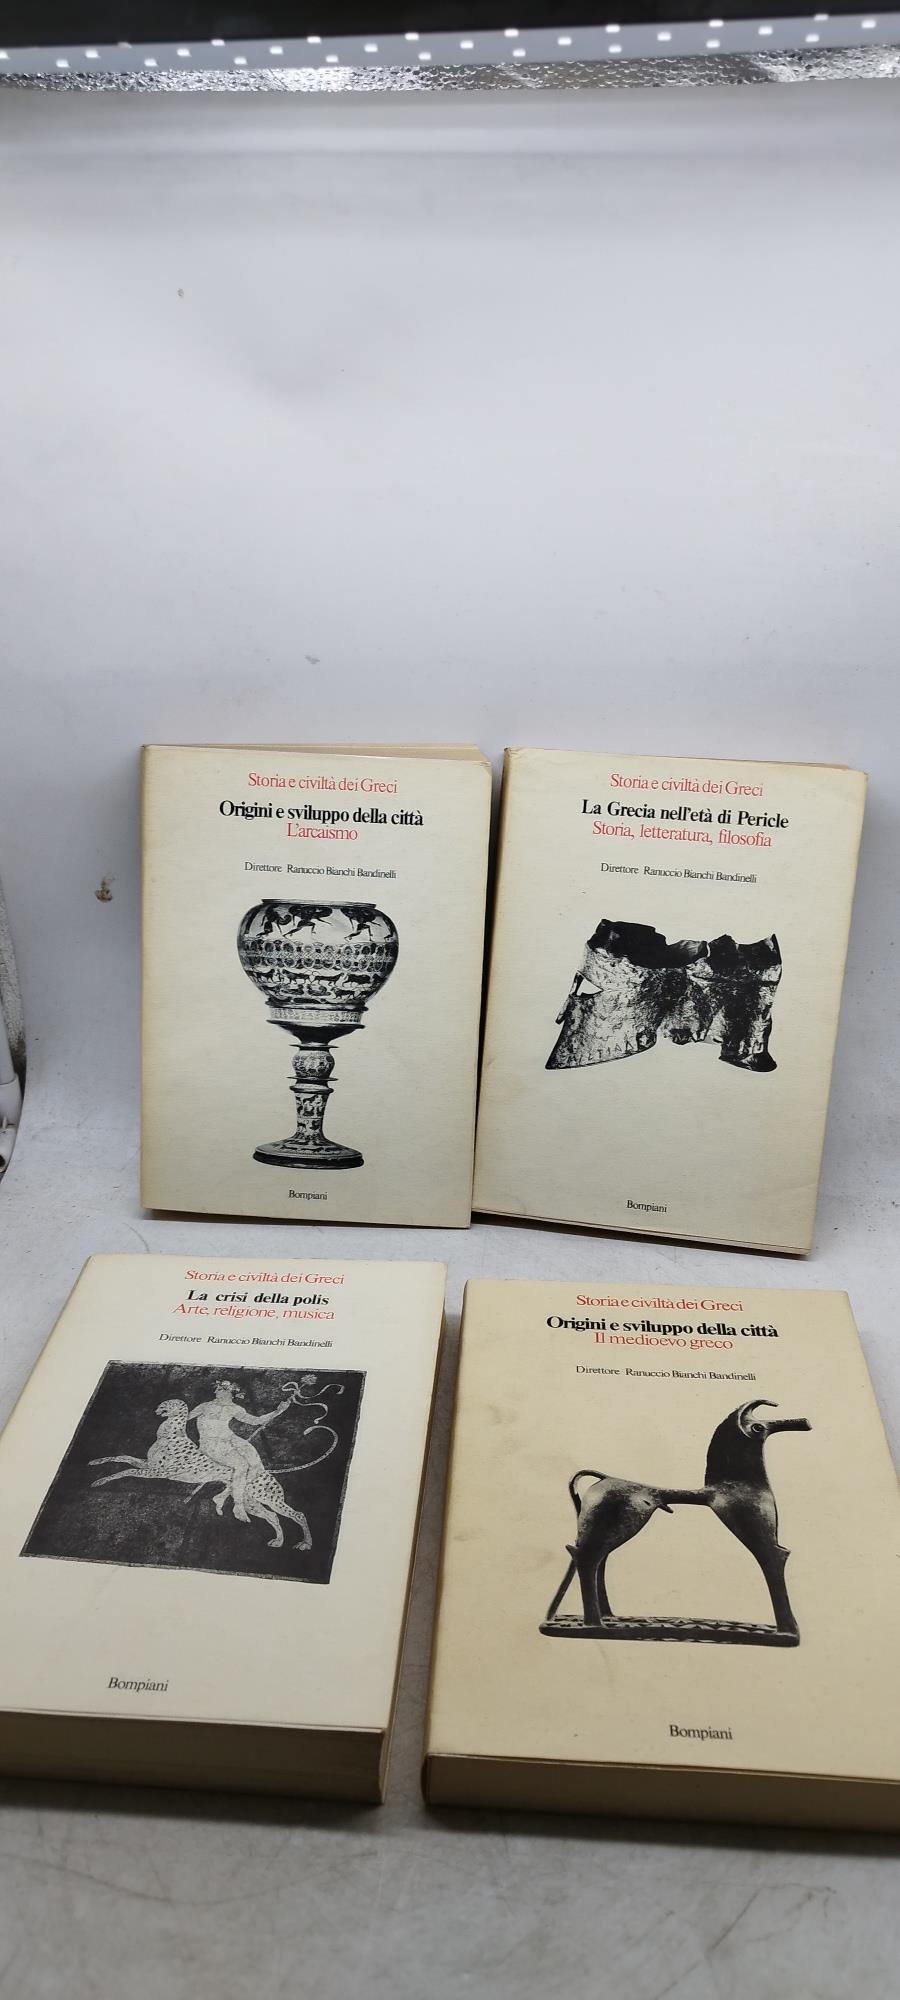 Storia e civiltà dei Greci
Origini e sviluppo della città
L'arcaismo
Direttore Ranuccio Bianchi Bandinelli
Bompiani
Storia e civiltà dei Greci
La Grecia nell'età di Pericle
Storia, letteratura, filosofia
Direttore Ranuccio Bianchi Bandinelli
Bompiani
Storia e civiltà dei Greci
La crisi della polis
Arte, religione, musica
Direttore Ranuccio Bianchi Bandinelli
Bompiani
Storia e civiltà dei Greci
Origini e sviluppo della città
Il medioevo greco
Direttore Ranuccio Bianchi Bandinelli
Bompiani